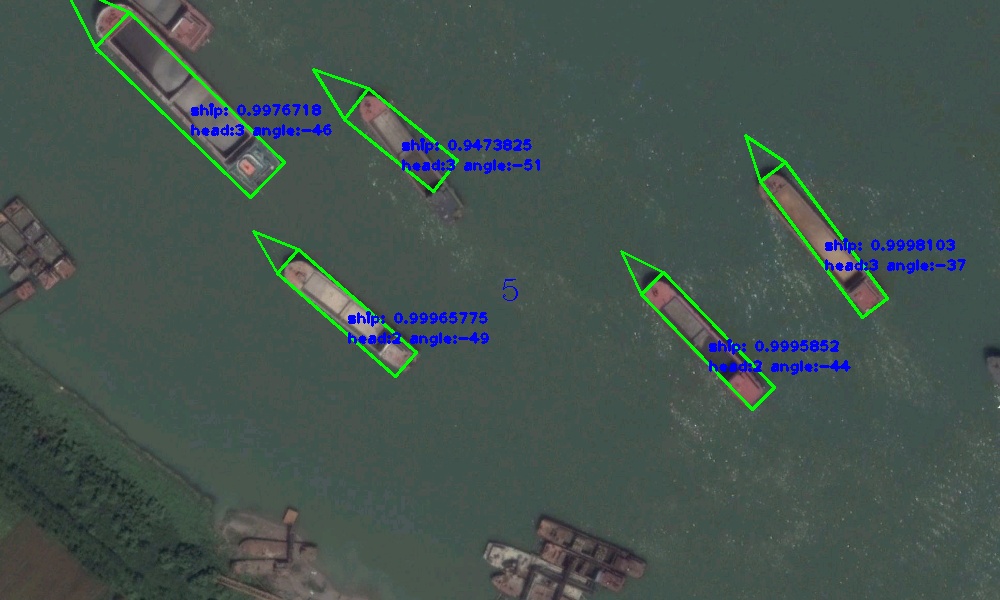 ship: 0.9976718
head:3 angle:-46
ship: 0.9473825
head:3 angle:-51
ship: 0.9998103
head:3 angle:-37
5
ship: 0.99965775
head:2 angle:-49
ship: 0.9995852
head:2 angle:-44